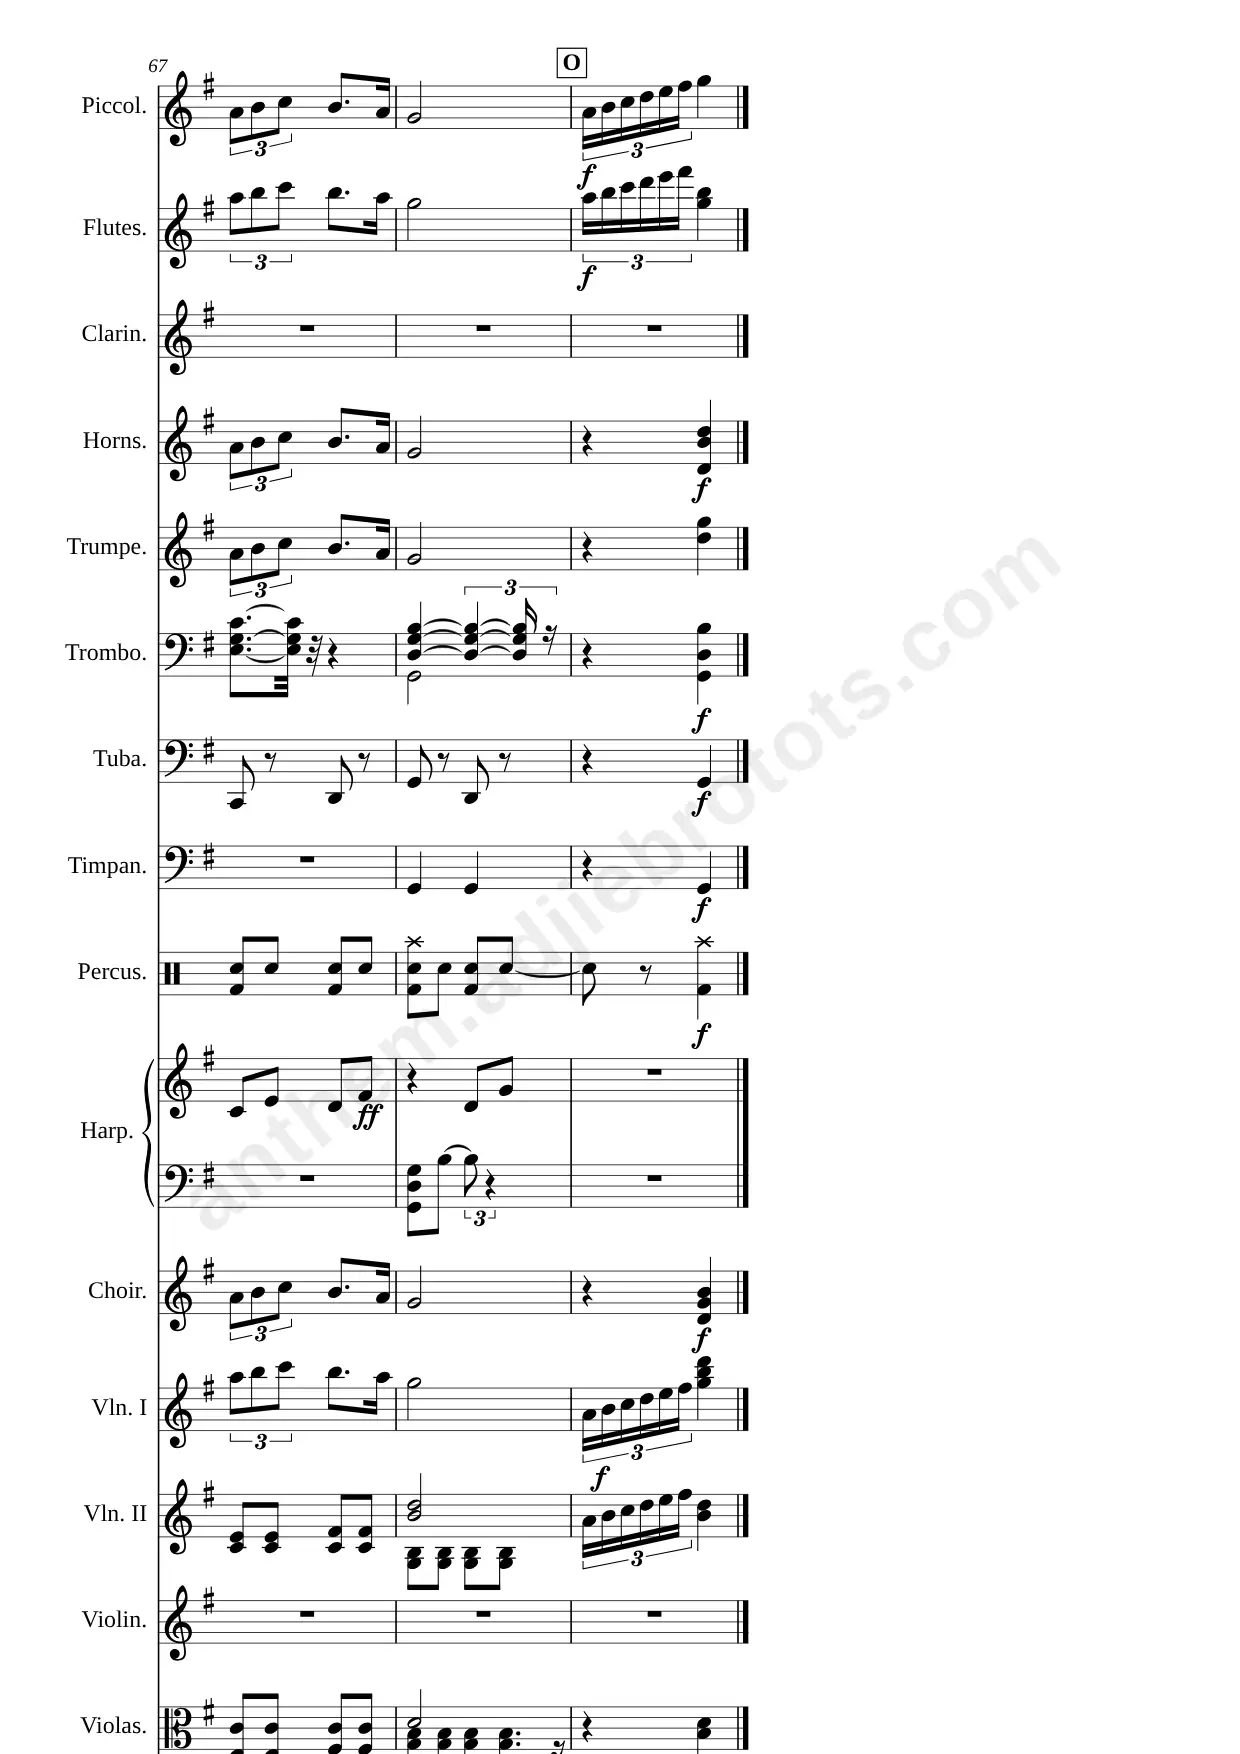 67
O
Piccol.
3
3
f
Flutes.
3
3
f
Clarin.
Horns.
3
f
Trumpe.
3
3
Trombo.
f
Tuba.
f
Timpan.
f
Percus.
f
ff
Harp.
3
Choir.
3
f
Vln. I
3
3
f
Vln. II
3
Violin.
Violas.
anthem.adjiebrotots.com